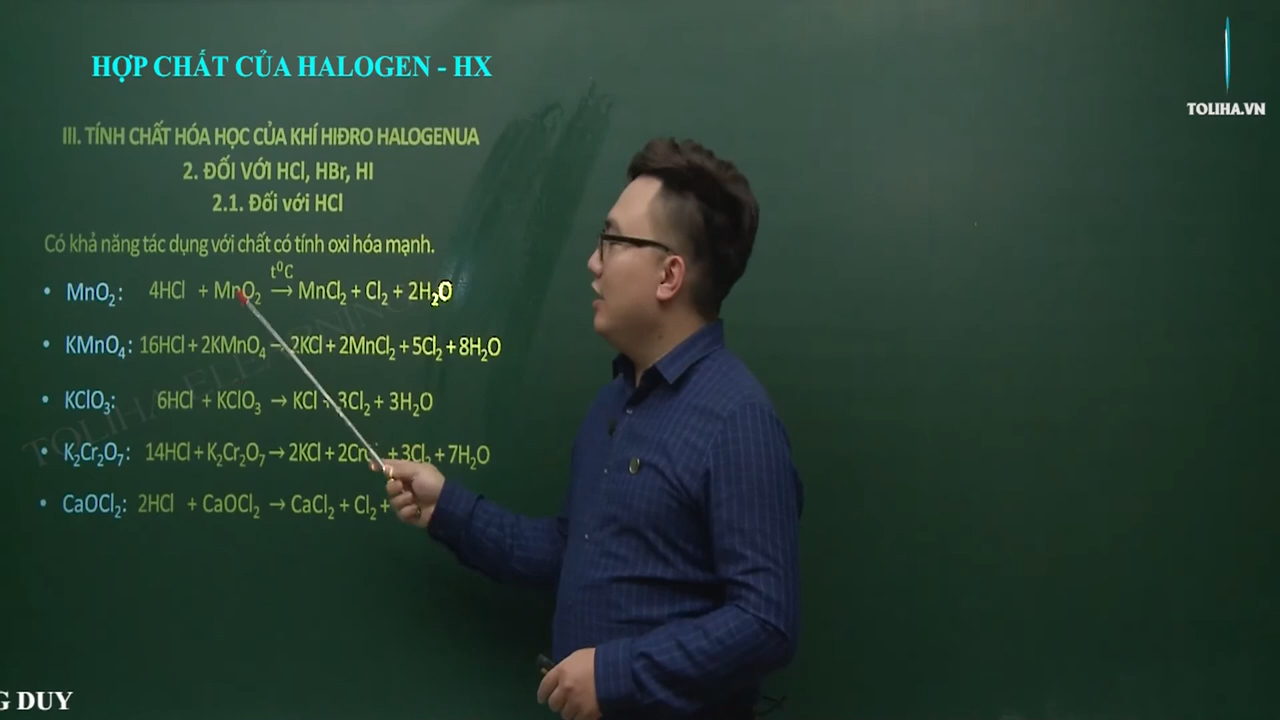 HỢP CHẤT CỦA HALOGEN - HX
TOLIHA.VN
III. TÍNH CHẤT HÓA HỌC CỦA KHÍ HIĐRO HALOGENUA
2. ĐỐI VỚI HCl, HBr, HI
2.1. Đối với HCl
Có khả năng tác dụng với chất có tính oxi hóa mạnh.
• MnO₂: 4HCl + MnO₂ t⁰C → MnCl₂ + Cl₂ + 2H₂O
• KMnO₄: 16HCl + 2KMnO₄ → 2KCl + 2MnCl₂ + 5Cl₂ + 8H₂O
• KClO₃: 6HCl + KClO₃ → KCl + 3Cl₂ + 3H₂O
• K₂Cr₂O₇: 14HCl + K₂Cr₂O₇ → 2KCl + 2Cr + 3Cl₂ + 7H₂O
• CaOCl₂: 2HCl + CaOCl₂ → CaCl₂ + Cl₂ +
TOLIHA ELEARNING
G DUY